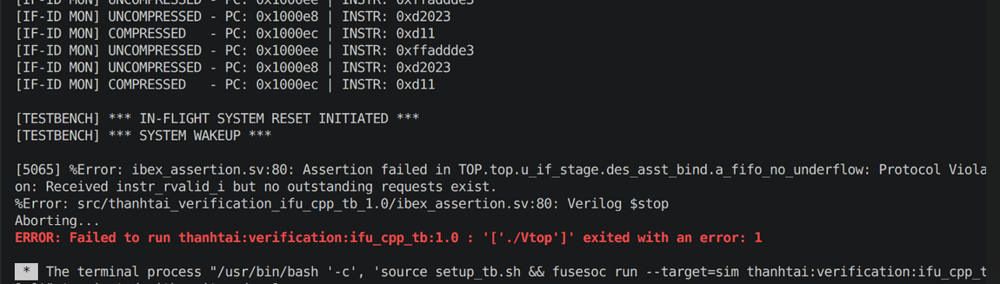 [IF-ID MON] UNCOMPRESSED - PC: 0x1000ee | INSTR: 0xffaddde3
[IF-ID MON] UNCOMPRESSED - PC: 0x1000e8 | INSTR: 0xd2023
[IF-ID MON] COMPRESSED   - PC: 0x1000ec | INSTR: 0xd11
[IF-ID MON] UNCOMPRESSED - PC: 0x1000ee | INSTR: 0xffaddde3
[IF-ID MON] UNCOMPRESSED - PC: 0x1000e8 | INSTR: 0xd2023
[IF-ID MON] COMPRESSED   - PC: 0x1000ec | INSTR: 0xd11
[TESTBENCH] *** IN-FLIGHT SYSTEM RESET INITIATED ***
[TESTBENCH] *** SYSTEM WAKEUP ***
[5065] %Error: ibex_assertion.sv:80: Assertion failed in TOP.top.u_if_stage.des_asst_bind.a_fifo_no_underflow: Protocol Viola
on: Received instr_rvalid_i but no outstanding requests exist.
%Error: src/thanhtai_verification_ifu_cpp_tb_1.0/ibex_assertion.sv:80: Verilog $stop
Aborting...
ERROR: Failed to run thanhtai:verification:ifu_cpp_tb:1.0 : '['./Vtop']' exited with an error: 1
* The terminal process "/usr/bin/bash '-c', 'source setup_tb.sh && fusesoc run --target=sim thanhtai:verification:ifu_cpp_t